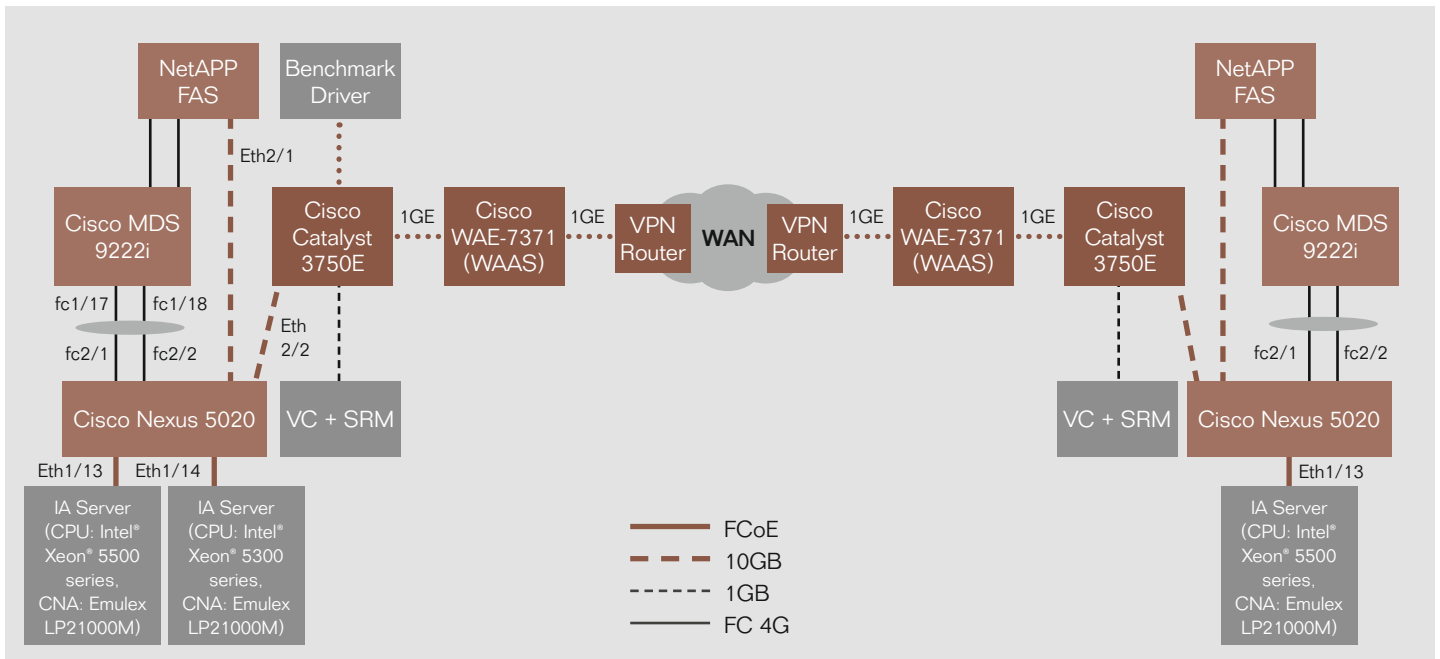 NetAPP
FAS
Benchmark
Driver
NetAPP
FAS
Eth2/1
Cisco MDS
9222i
Cisco
Catalyst
3750E
1GE
Cisco
WAE-7371
(WAAS)
1GE
VPN
Router
WAN
VPN
Router
1GE
Cisco
WAE-7371
(WAAS)
1GE
Cisco
Catalyst
3750E
Cisco MDS
9222i
fc1/17
fc1/18
Eth
2/2
fc2/1
fc2/2
fc2/1
fc2/2
Cisco Nexus 5020
VC + SRM
VC + SRM
Cisco Nexus 5020
Eth1/13
Eth1/14
Eth1/13
IA Server
(CPU: Intel®
Xeon® 5500
series,
CNA: Emulex
LP21000M)
IA Server
(CPU: Intel®
Xeon® 5300
series,
CNA: Emulex
LP21000M)
FCoE
10GB
1GB
FC 4G
IA Server
(CPU: Intel®
Xeon® 5500
series,
CNA: Emulex
LP21000M)